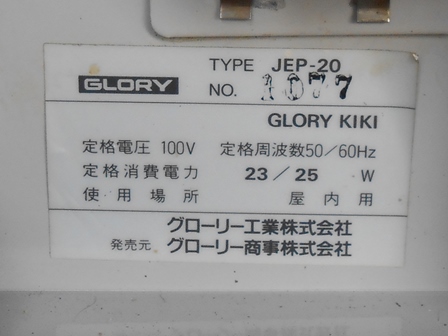 TYPE JEP-20
GLORY NO. 1077
GLORY KIKI
定格電圧 100V 定格周波数50/60Hz
定格消費電力 23/25 W
使用場所 屋内用
グローリー工業株式会社
発売元 グローリー商事株式会社